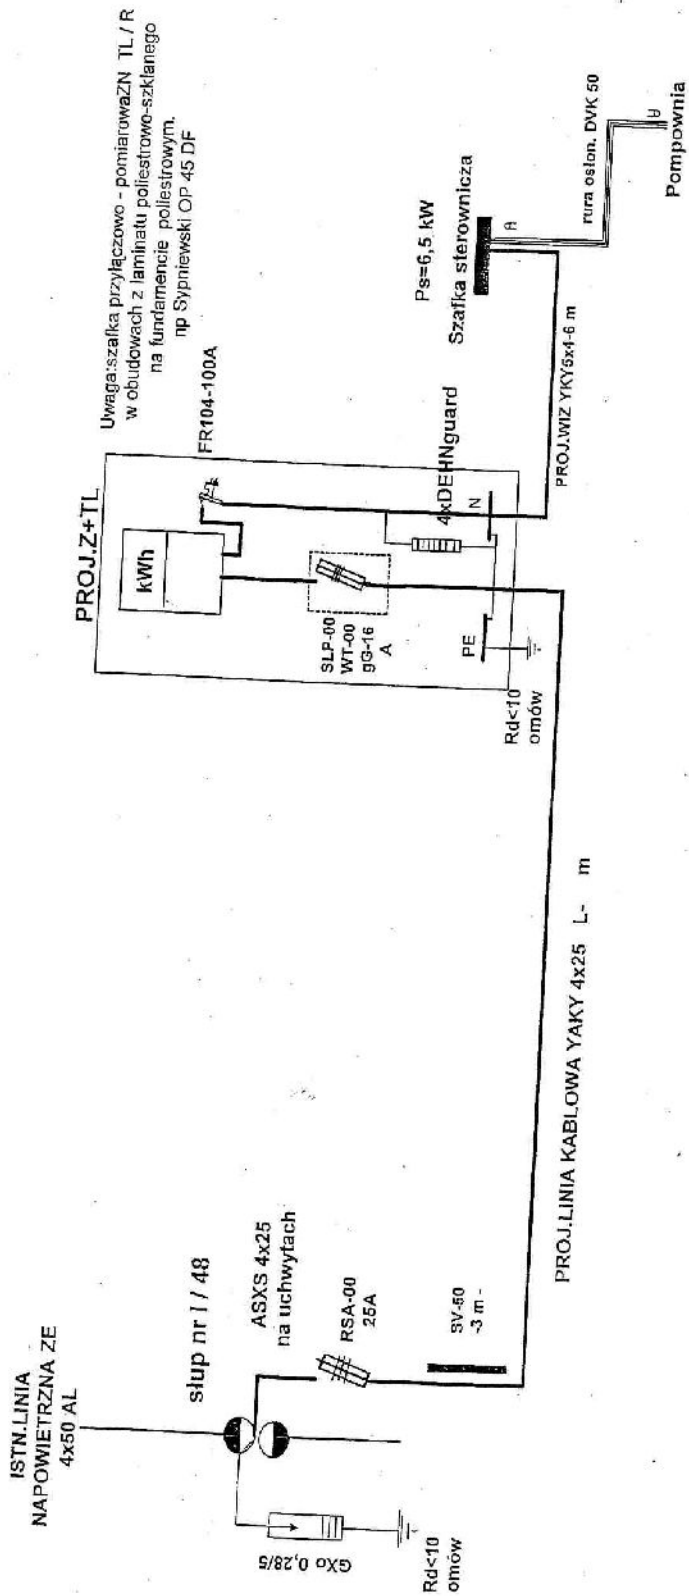 ISTN.LINIA
NAPOWIETRZNA ZE
4x50 AL
słup nr I / 48
ASXS 4x25
na uchwytach
RSA-00
25A
SV-50
-3 m -
GXo 0,28/5
Rd<10
omów
PROJ.LINIA KABLOWA YAKY 4x25 L- m
PROJ.Z+TL
kWh
FR104-100A
SLP-00
WT-00
gG-16
A
4xDEHNguard
PE
N
Rd<10
omów
Uwaga:szafka przyłączowo - pomiarowaZN TL / R
w obudowach z laminatu poliestrowo-szklanego
na fundamencie poliestrowym.
np Sypniewski OP 45 DF
Ps=6,5 kW
Szafka sterownicza
A
PROJ.WlZ YKY5x4-6 m
rura osłon. DVK 50
A
Pompownia